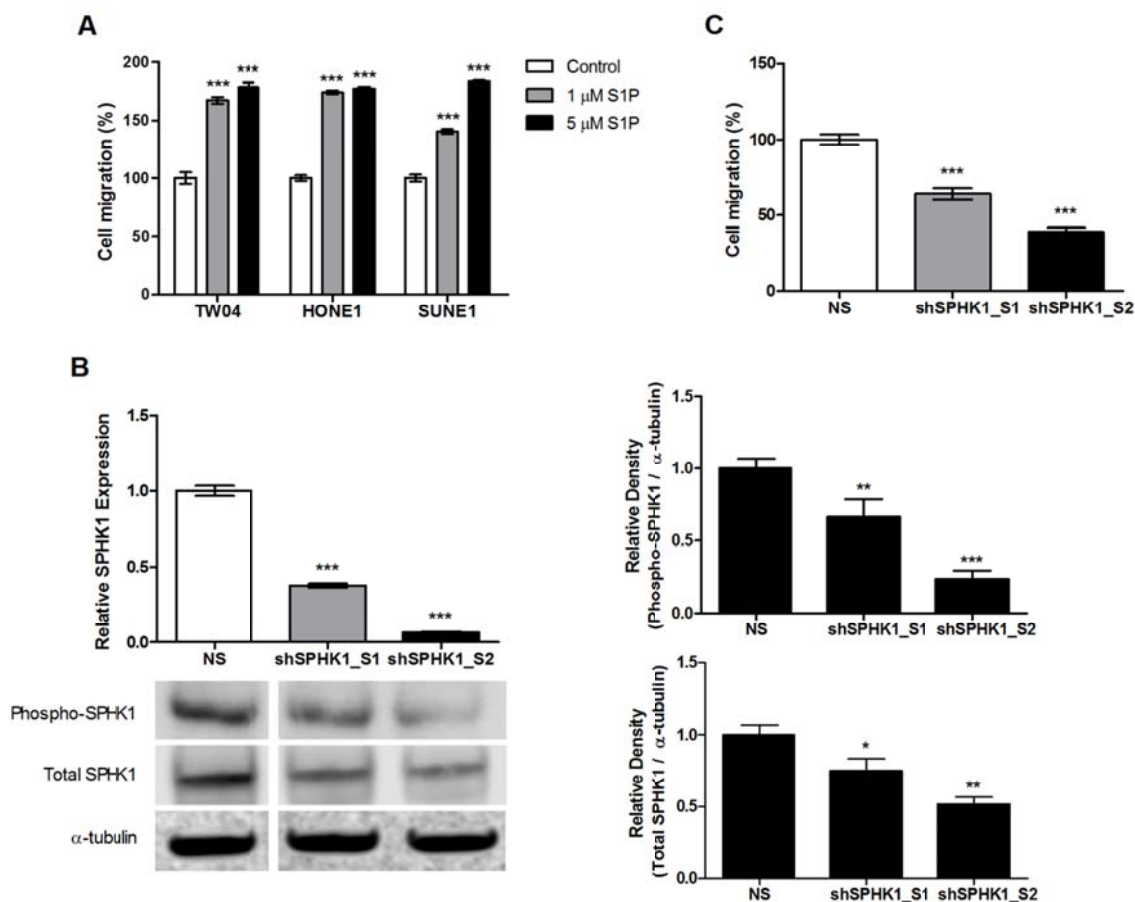 A
Cell migration (%)
200
150
100
50
0
*** ***
*** ***
***
***
TW04 HONE1 SUNE1
Control
1 μM S1P
5 μM S1P
C
Cell migration (%)
150
100
50
0
***
***
NS shSPHK1_S1 shSPHK1_S2
B
Relative SPHK1 Expression
1.5
1.0
0.5
0.0
***
***
NS shSPHK1_S1 shSPHK1_S2
Phospho-SPHK1
Total SPHK1
α-tubulin
Relative Density
(Phospho-SPHK1 / α-tubulin)
1.5
1.0
0.5
0.0
**
***
NS shSPHK1_S1 shSPHK1_S2
Relative Density
(Total SPHK1 / α-tubulin)
1.5
1.0
0.5
0.0
*
**
NS shSPHK1_S1 shSPHK1_S2